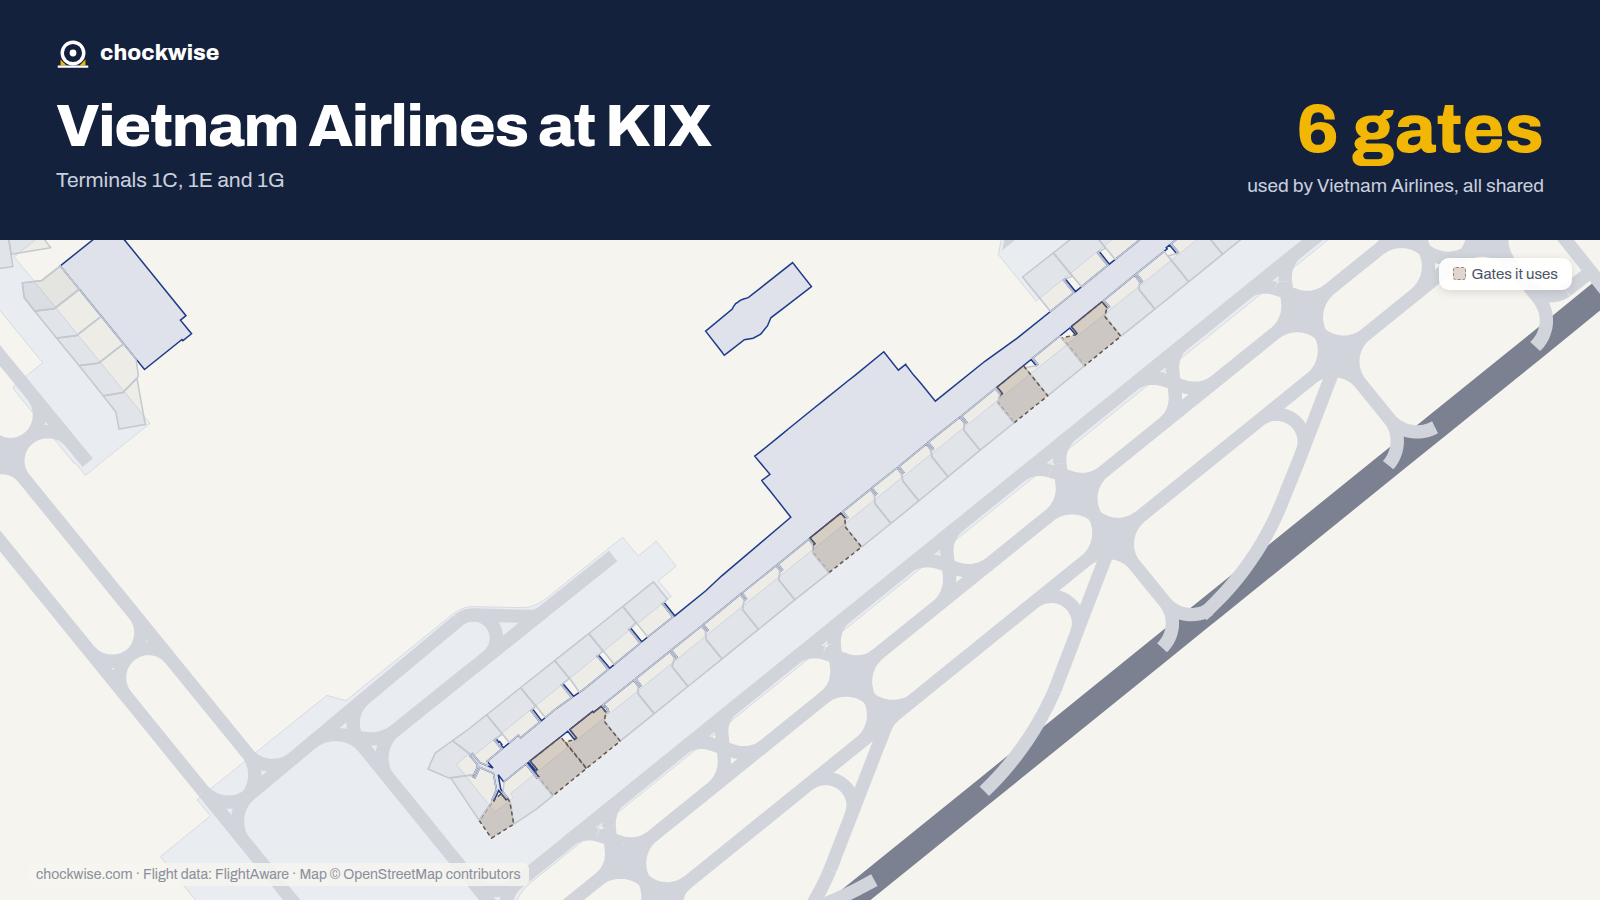 chockwise
Vietnam Airlines at KIX
Terminals 1C, 1E and 1G
6 gates
used by Vietnam Airlines, all shared
Gates it uses
chockwise.com · Flight data: FlightAware · Map © OpenStreetMap contributors